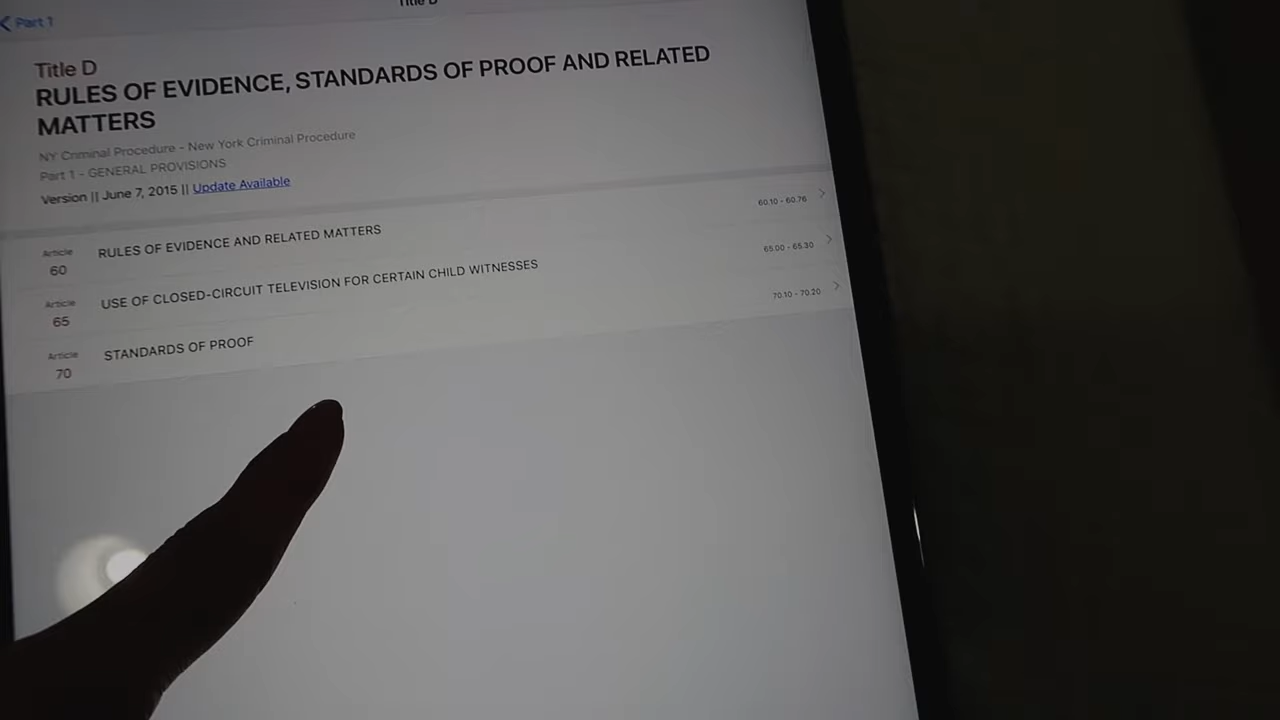 Part 1
Title D
Title D
RULES OF EVIDENCE, STANDARDS OF PROOF AND RELATED
MATTERS
NY Criminal Procedure - New York Criminal Procedure
Part 1 - GENERAL PROVISIONS
Version || June 7, 2015 || Update Available
Article 60 RULES OF EVIDENCE AND RELATED MATTERS 60.10 - 60.76
Article 65 USE OF CLOSED-CIRCUIT TELEVISION FOR CERTAIN CHILD WITNESSES 65.00 - 65.30
Article 70 STANDARDS OF PROOF 70.10 - 70.20